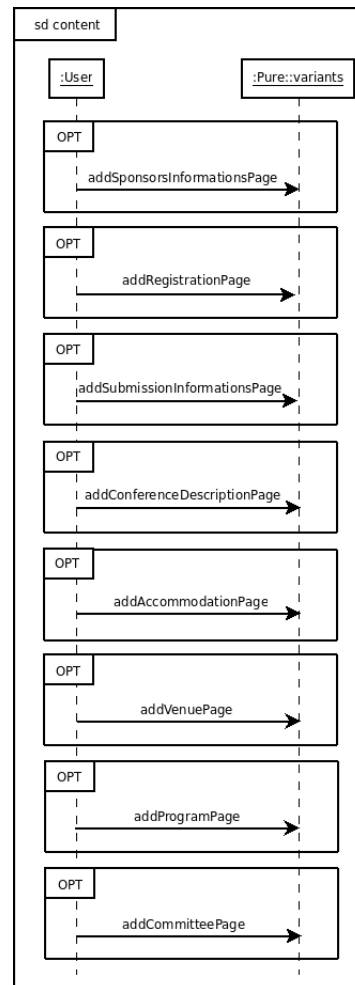 sd content
:User
:Pure::variants
OPT
addSponsorsInformationsPage
OPT
addRegistrationPage
OPT
addSubmissionInformationsPage
OPT
addConferenceDescriptionPage
OPT
addAccommodationPage
OPT
addVenuePage
OPT
addProgramPage
OPT
addCommitteePage